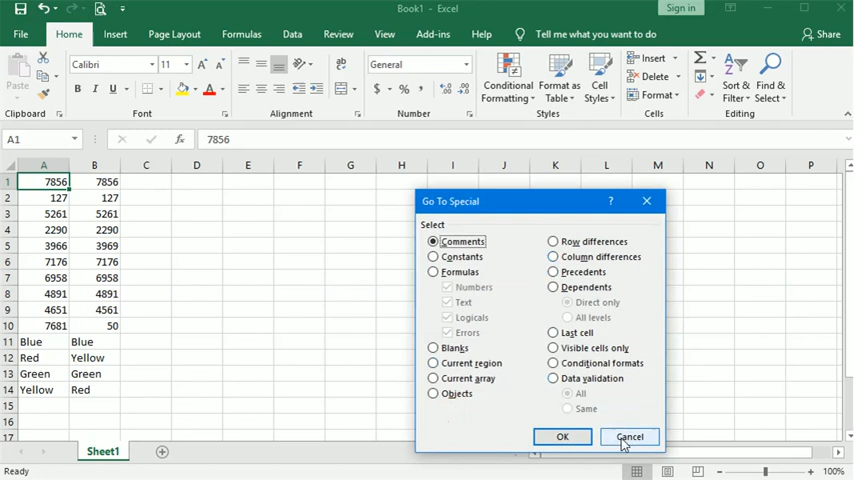 Book1 - Excel
Sign in
File Home Insert Page Layout Formulas Data Review View Add-ins Help Tell me what you want to do Share
Paste
Calibri 11
B I U A
General
$ % ,
Conditional Formatting
Format as Table
Cell Styles
Insert
Delete
Format
Sort & Filter
Find & Select
Clipboard Font Alignment Number Styles Cells Editing
A1 fx 7856
A B C D E F G H I J K L M N O P
1 7856 7856
2 127 127
3 5261 5261
4 2290 2290
5 3966 3969
6 7176 7176
7 6958 6958
8 4891 4891
9 4651 4561
10 7681 50
11 Blue Blue
12 Red Yellow
13 Green Green
14 Yellow Red
15
16
17
Go To Special ?
Select
Comments
Constants
Formulas
Numbers
Text
Logicals
Errors
Blanks
Current region
Current array
Objects
Row differences
Column differences
Precedents
Dependents
Direct only
All levels
Last cell
Visible cells only
Conditional formats
Data validation
All
Same
OK Cancel
Sheet1
Ready
100%